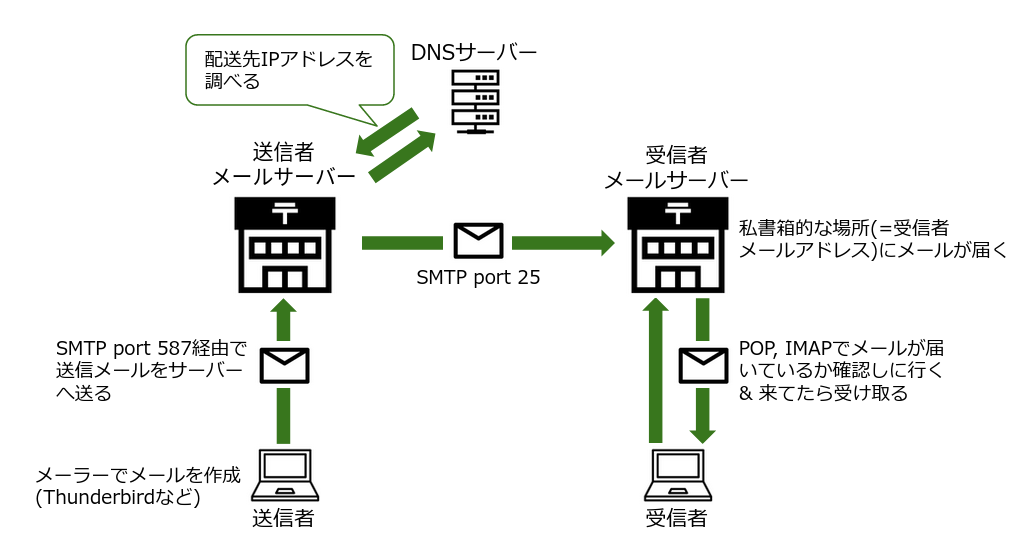 配送先IPアドレスを
調べる
DNSサーバー
送信者
メールサーバー
受信者
メールサーバー
私書箱的な場所(=受信者
メールアドレス)にメールが届く
SMTP port 25
SMTP port 587経由で
送信メールをサーバー
へ送る
POP, IMAPでメールが届
いているか確認しに行く
& 来てたら受け取る
メーラーでメールを作成
(Thunderbirdなど)
送信者
受信者